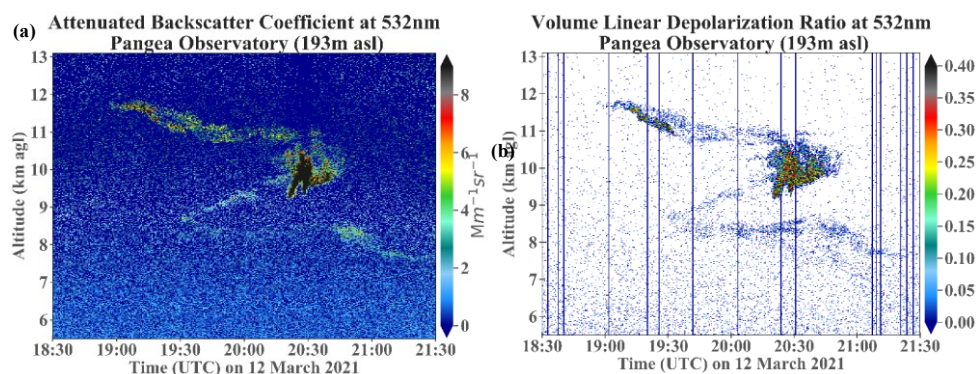 (a) Attenuated Backscatter Coefficient at 532nm
Pangea Observatory (193m asl)
13
12
11
10
9
8
7
6
Altitude (km agl)
18:30 19:00 19:30 20:00 20:30 21:00 21:30
Time (UTC) on 12 March 2021
8
6
4
2
0
Mm⁻¹sr⁻¹
Volume Linear Depolarization Ratio at 532nm
Pangea Observatory (193m asl)
(b)
13
12
11
10
9
8
7
6
Altitude (km agl)
18:30 19:00 19:30 20:00 20:30 21:00 21:30
Time (UTC) on 12 March 2021
0.40
0.35
0.30
0.25
0.20
0.15
0.10
0.05
0.00